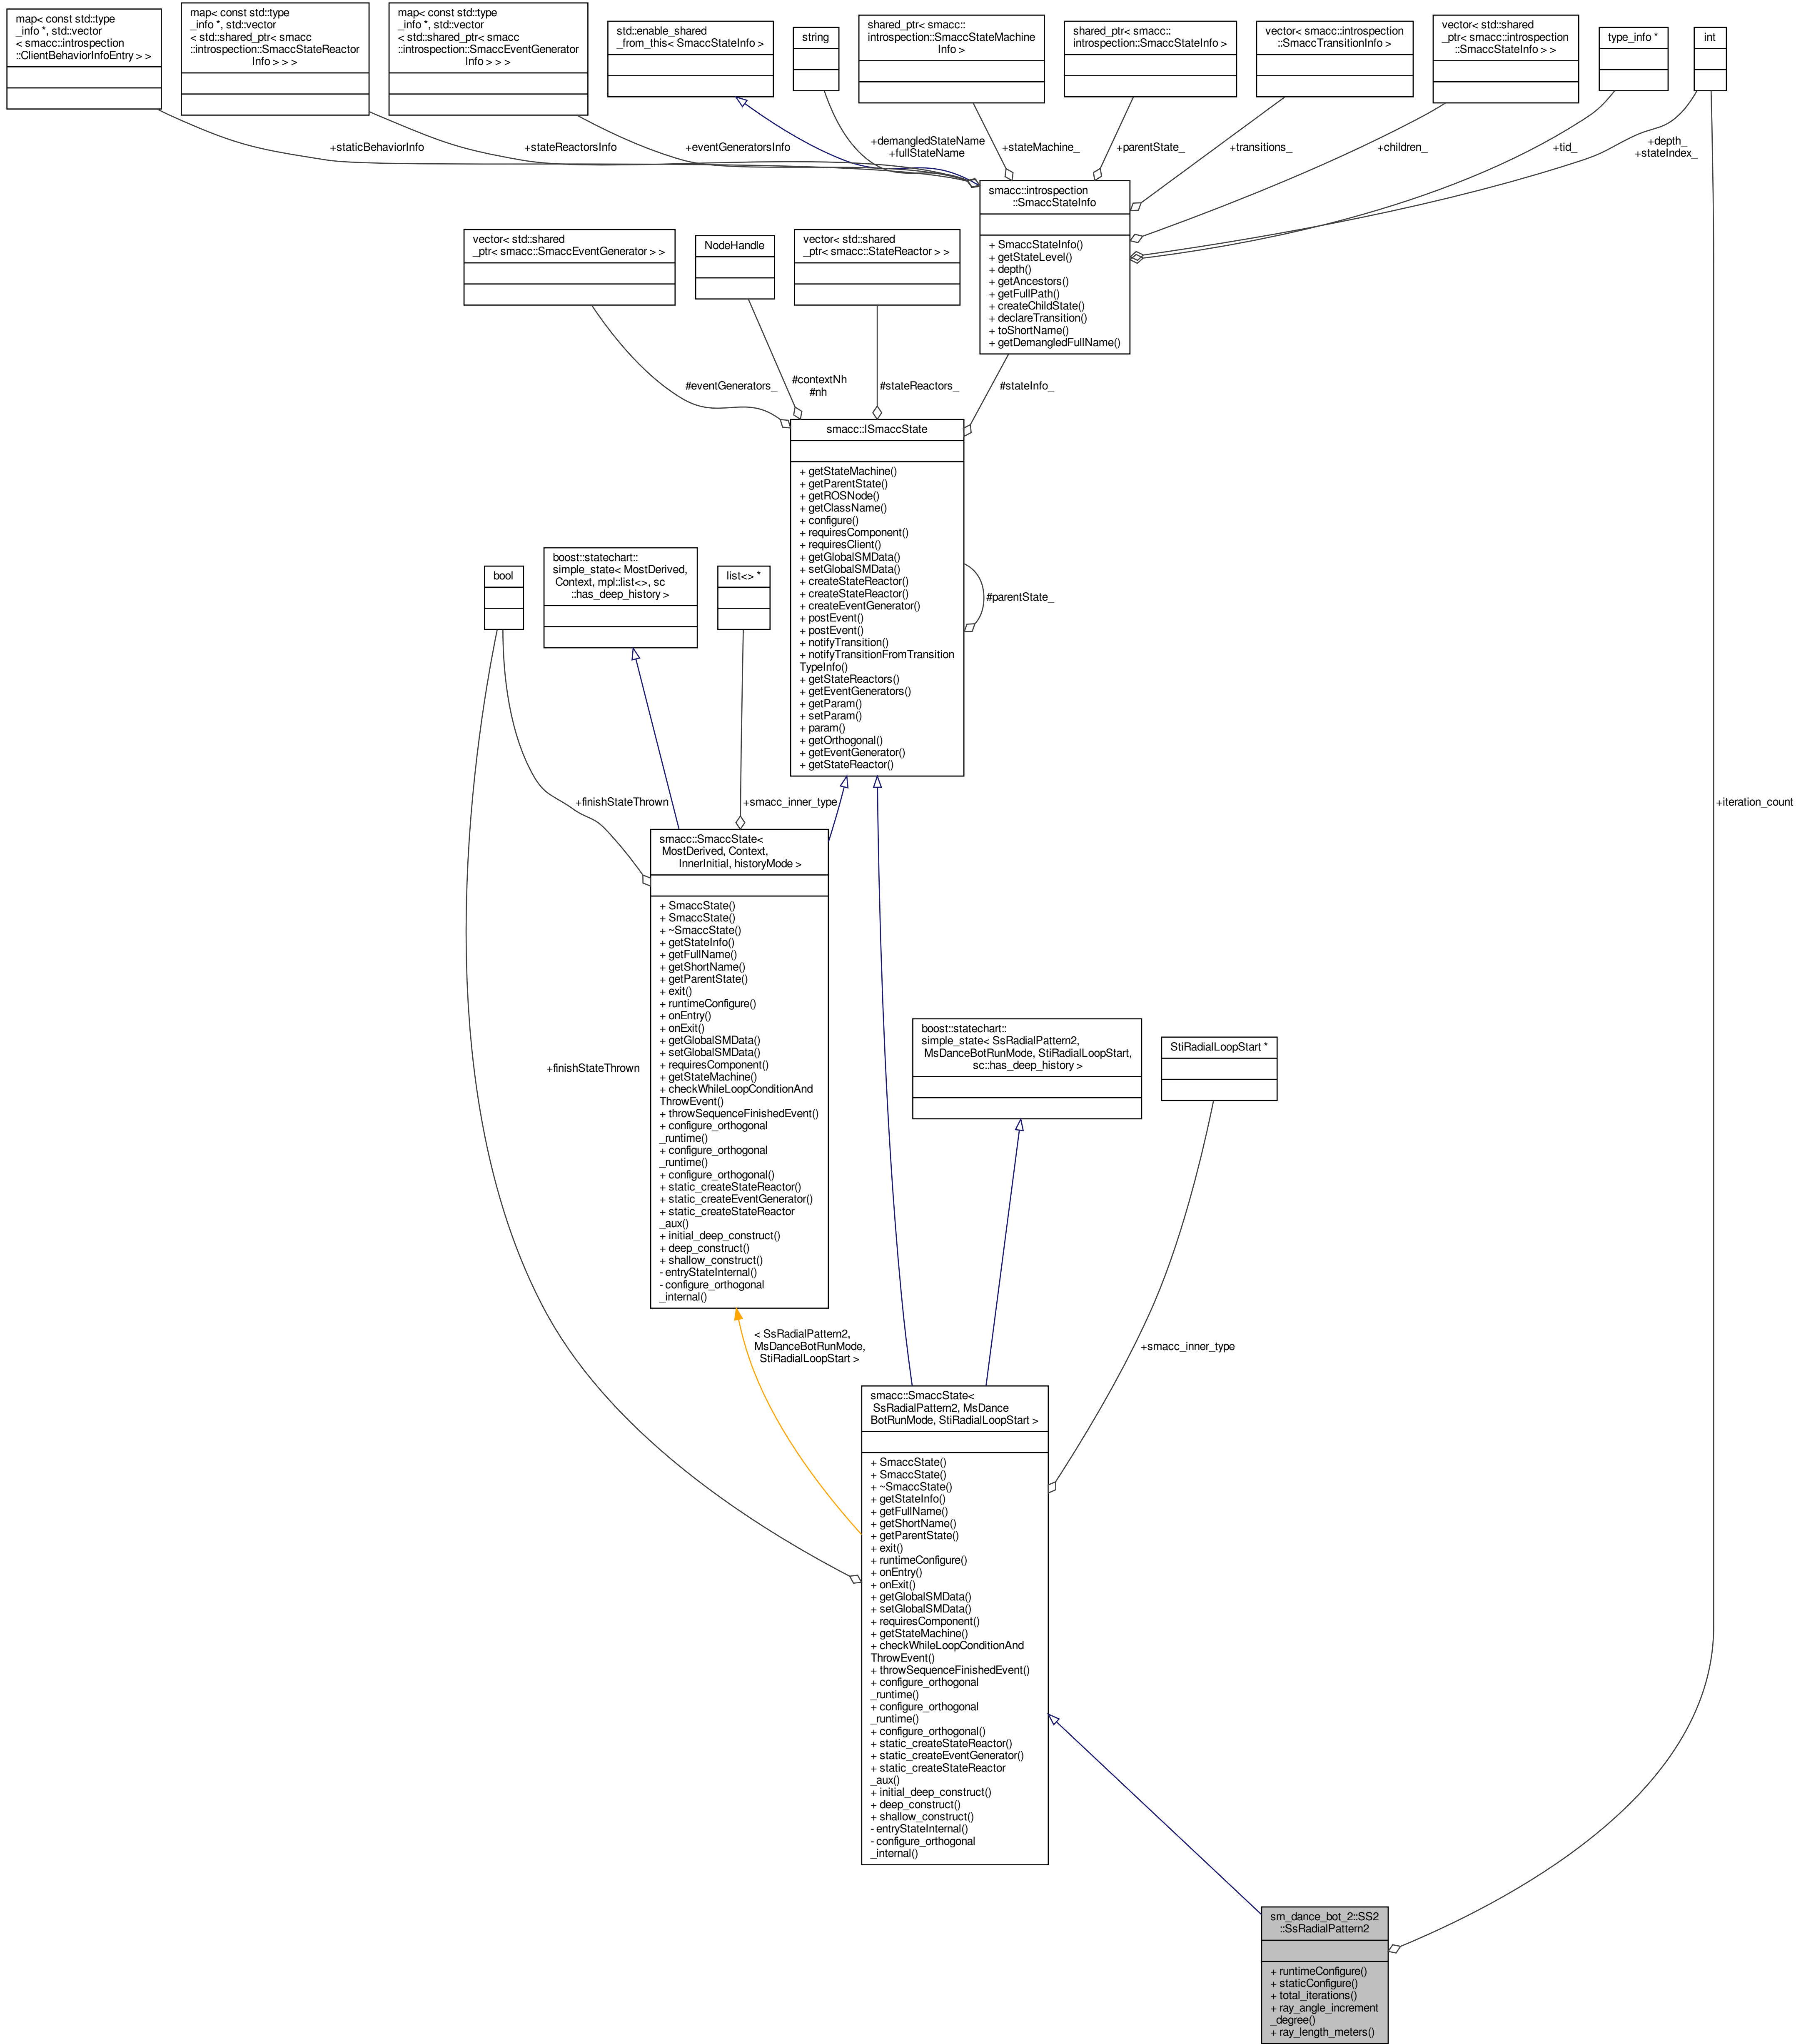 map< const std::type
_info *, std::vector
< smacc::introspection
::ClientBehaviorInfoEntry > >
map< const std::type
_info *, std::vector
< std::shared_ptr< smacc
::introspection::SmaccStateReactor
Info > > >
map< const std::type
_info *, std::vector
< std::shared_ptr< smacc
::introspection::SmaccEventGenerator
Info > > >
std::enable_shared
_from_this< SmaccStateInfo >
string
shared_ptr< smacc::
introspection::SmaccStateMachine
Info >
shared_ptr< smacc::
introspection::SmaccStateInfo >
vector< smacc::introspection
::SmaccTransitionInfo >
vector< std::shared
_ptr< smacc::introspection
::SmaccStateInfo > >
type_info *
int
+staticBehaviorInfo
+stateReactorsInfo
+eventGeneratorsInfo
+demangledStateName
+fullStateName
+stateMachine_
+parentState_
+transitions_
+children_
+tid_
+depth_
+stateIndex_
smacc::introspection
::SmaccStateInfo
+ SmaccStateInfo()
+ getStateLevel()
+ depth()
+ getAncestors()
+ getFullPath()
+ createChildState()
+ declareTransition()
+ toShortName()
+ getDemangledFullName()
vector< std::shared
_ptr< smacc::SmaccEventGenerator > >
NodeHandle
vector< std::shared
_ptr< smacc::StateReactor > >
#eventGenerators_
#contextNh
#nh
#stateReactors_
#stateInfo_
smacc::ISmaccState
+ getStateMachine()
+ getParentState()
+ getROSNode()
+ getClassName()
+ configure()
+ requiresComponent()
+ requiresClient()
+ getGlobalSMData()
+ setGlobalSMData()
+ createStateReactor()
+ createStateReactor()
+ createEventGenerator()
+ postEvent()
+ postEvent()
+ notifyTransition()
+ notifyTransitionFromTransition
TypeInfo()
+ getStateReactors()
+ getEventGenerators()
+ getParam()
+ setParam()
+ param()
+ getOrthogonal()
+ getEventGenerator()
+ getStateReactor()
#parentState_
bool
boost::statechart::
simple_state< MostDerived,
Context, mpl::list<>, sc
::has_deep_history >
list<> *
+finishStateThrown
+smacc_inner_type
+iteration_count
smacc::SmaccState<
MostDerived, Context,
InnerInitial, historyMode >
+ SmaccState()
+ SmaccState()
+ ~SmaccState()
+ getStateInfo()
+ getFullName()
+ getShortName()
+ getParentState()
+ exit()
+ runtimeConfigure()
+ onEntry()
+ onExit()
+ getGlobalSMData()
+ setGlobalSMData()
+ requiresComponent()
+ getStateMachine()
+ checkWhileLoopConditionAnd
ThrowEvent()
+ throwSequenceFinishedEvent()
+ configure_orthogonal
_runtime()
+ configure_orthogonal
_runtime()
+ configure_orthogonal()
+ static_createStateReactor()
+ static_createEventGenerator()
+ static_createStateReactor
_aux()
+ initial_deep_construct()
+ deep_construct()
+ shallow_construct()
- entryStateInternal()
- configure_orthogonal
_internal()
+finishStateThrown
boost::statechart::
simple_state< SsRadialPattern2,
MsDanceBotRunMode, StiRadialLoopStart,
sc::has_deep_history >
StiRadialLoopStart *
< SsRadialPattern2,
MsDanceBotRunMode,
StiRadialLoopStart >
+smacc_inner_type
smacc::SmaccState<
SsRadialPattern2, MsDance
BotRunMode, StiRadialLoopStart >
+ SmaccState()
+ SmaccState()
+ ~SmaccState()
+ getStateInfo()
+ getFullName()
+ getShortName()
+ getParentState()
+ exit()
+ runtimeConfigure()
+ onEntry()
+ onExit()
+ getGlobalSMData()
+ setGlobalSMData()
+ requiresComponent()
+ getStateMachine()
+ checkWhileLoopConditionAnd
ThrowEvent()
+ throwSequenceFinishedEvent()
+ configure_orthogonal
_runtime()
+ configure_orthogonal
_runtime()
+ configure_orthogonal()
+ static_createStateReactor()
+ static_createEventGenerator()
+ static_createStateReactor
_aux()
+ initial_deep_construct()
+ deep_construct()
+ shallow_construct()
- entryStateInternal()
- configure_orthogonal
_internal()
sm_dance_bot_2::SS2
::SsRadialPattern2
+ runtimeConfigure()
+ staticConfigure()
+ total_iterations()
+ ray_angle_increment
_degree()
+ ray_length_meters()